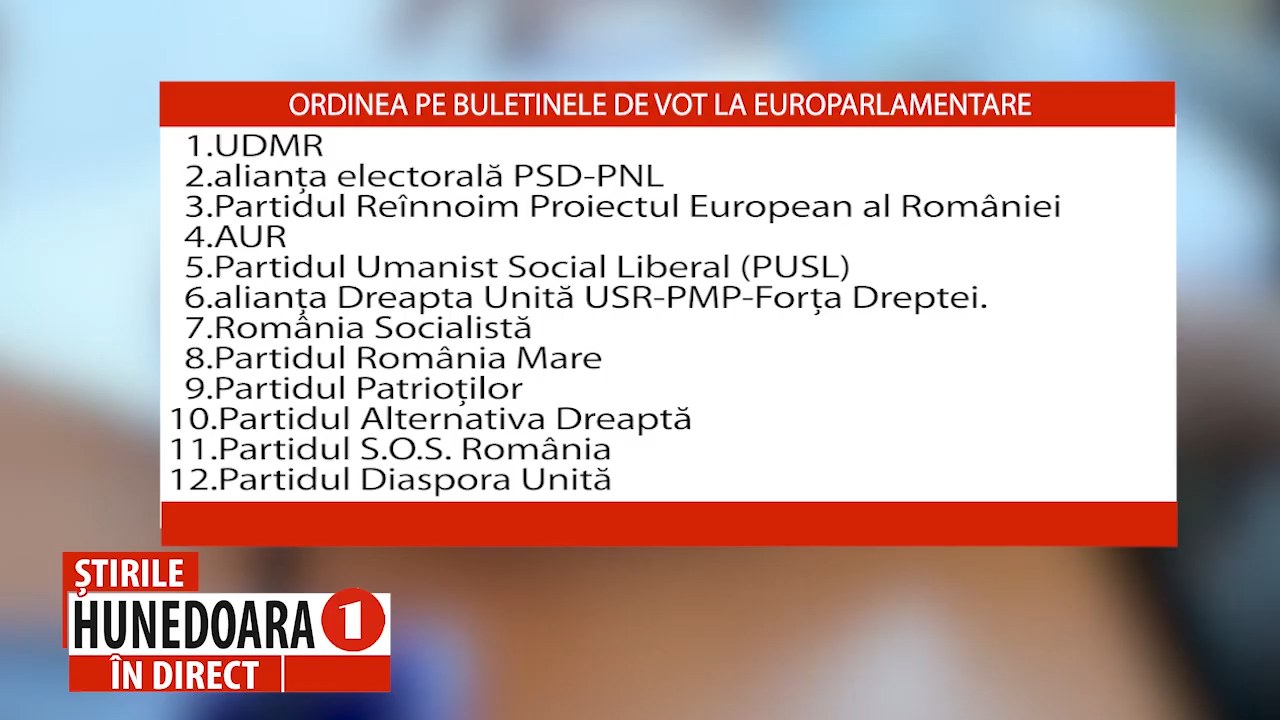 ORDINEA PE BULETINELE DE VOT LA EUROPARLAMENTARE
1.UDMR
2.alianța electorală PSD-PNL
3.Partidul Reînnoim Proiectul European al României
4.AUR
5.Partidul Umanist Social Liberal (PUSL)
6.alianța Dreapta Unită USR-PMP-Forța Dreptei.
7.România Socialistă
8.Partidul România Mare
9.Partidul Patrioților
10.Partidul Alternativa Dreaptă
11.Partidul S.O.S. România
12.Partidul Diaspora Unită
ȘTIRILE
HUNEDOARA 1
ÎN DIRECT